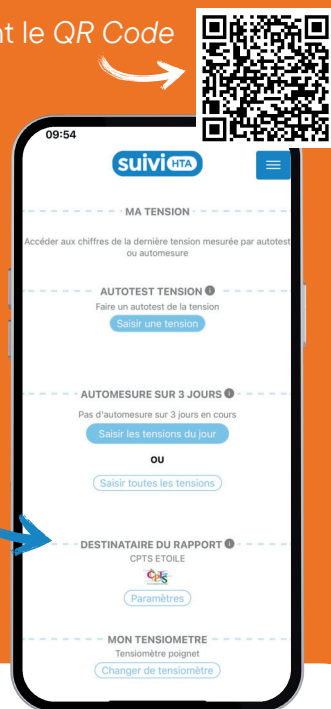 nt le QR Code
09:54
suivi HTA
MA TENSION
Accéder aux chiffres de la dernière tension mesurée par autotest
ou automesure
AUTOTEST TENSION
Faire un autotest de la tension
Saisir une tension
AUTOMESURE SUR 3 JOURS
Pas d'automesure sur 3 jours en cours
Saisir les tensions du jour
OU
Saisir toutes les tensions
DESTINATAIRE DU RAPPORT
CPTS ETOILE
CPTS
Paramètres
MON TENSIOMETRE
Tensiomètre poignet
Changer de tensiomètre